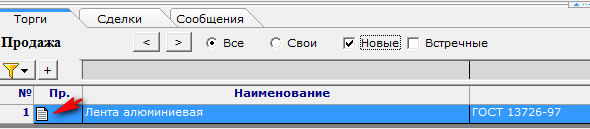 Торги Сделки Сообщения
Продажа < > Все Свои Новые Встречные
+
№ Пр. Наименование
1 Лента алюминиевая ГОСТ 13726-97